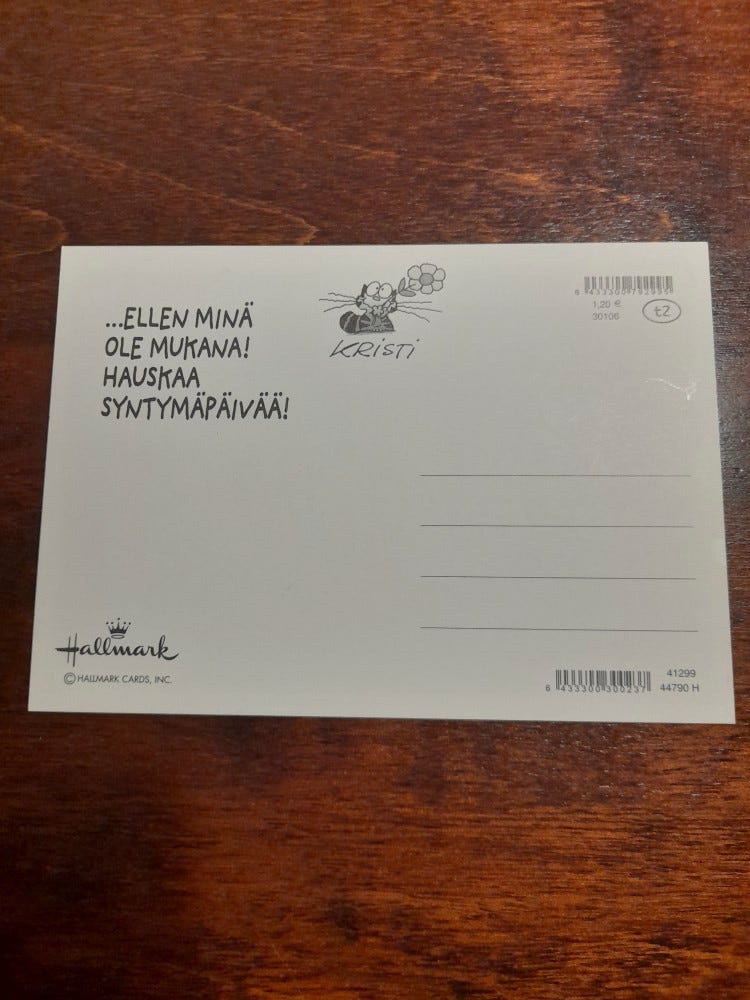 ...ELLEN MINÄ
OLE MUKANA!
HAUSKAA
SYNTYMÄPÄIVÄÄ!
KRiSTi
1,20 €
30106
t2
Hallmark
© HALLMARK CARDS, INC.
6 433300 300237
41299
44790 H